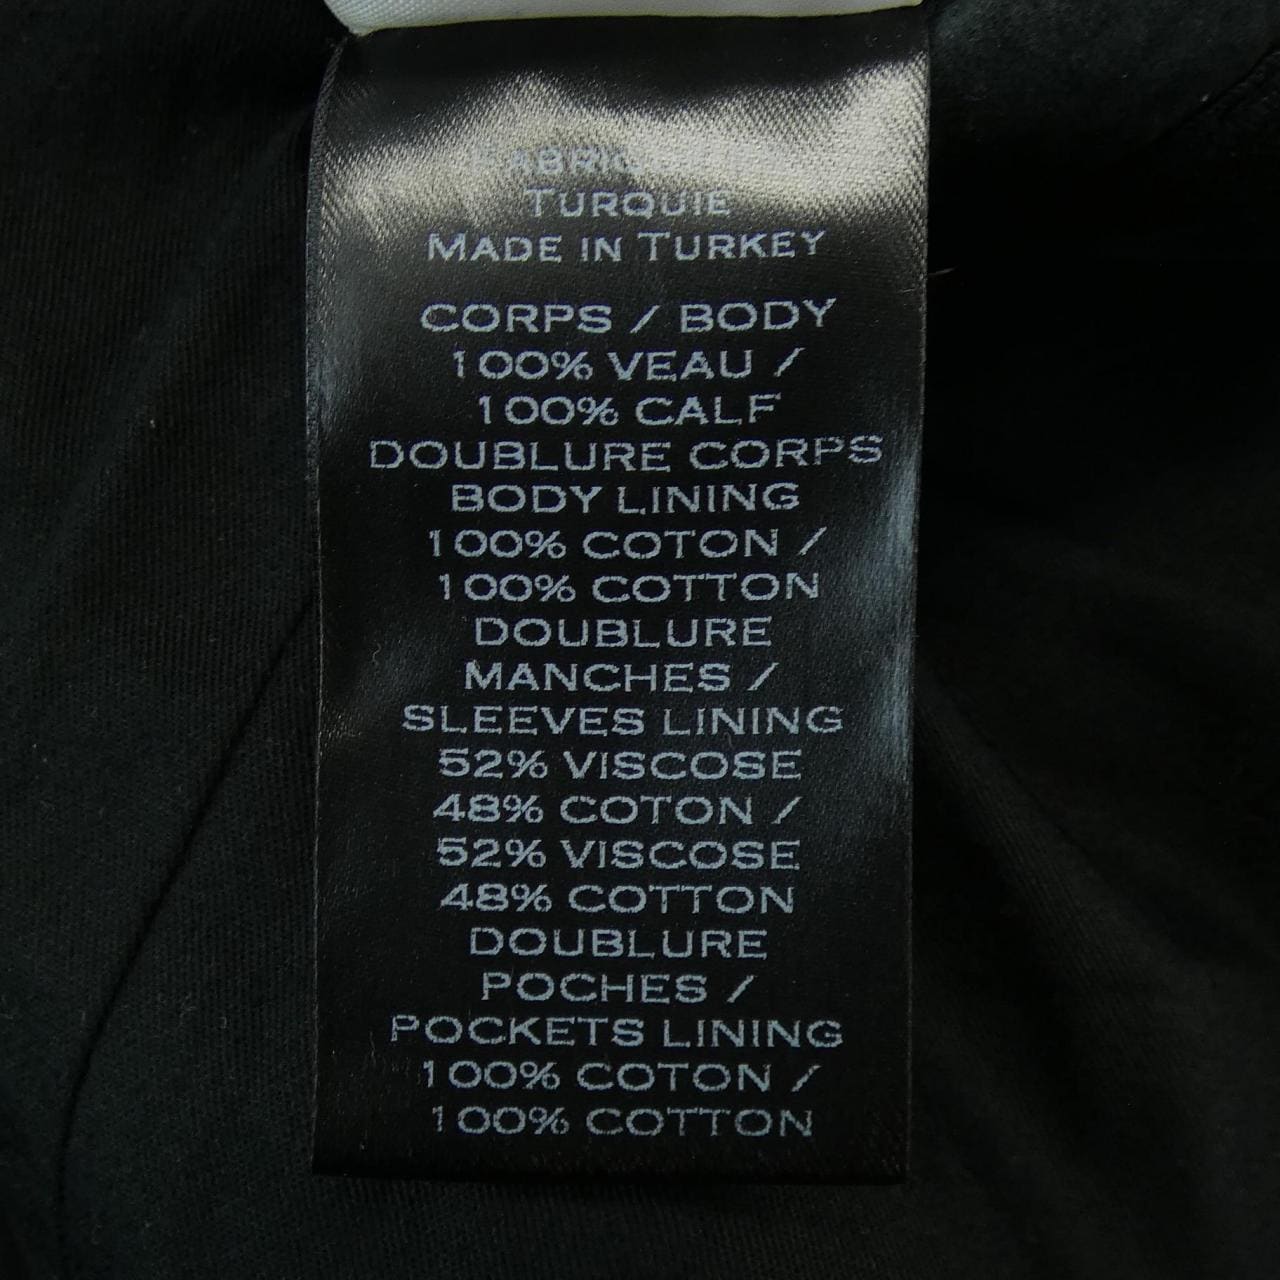 TURQUIE
MADE IN TURKEY
CORPS / BODY
100% VEAU /
100% CALF
DOUBLURE CORPS
BODY LINING
100% COTON /
100% COTTON
DOUBLURE
MANCHES /
SLEEVES LINING
52% VISCOSE
48% COTON /
52% VISCOSE
48% COTTON
DOUBLURE
POCHES /
POCKETS LINING
100% COTON /
100% COTTON